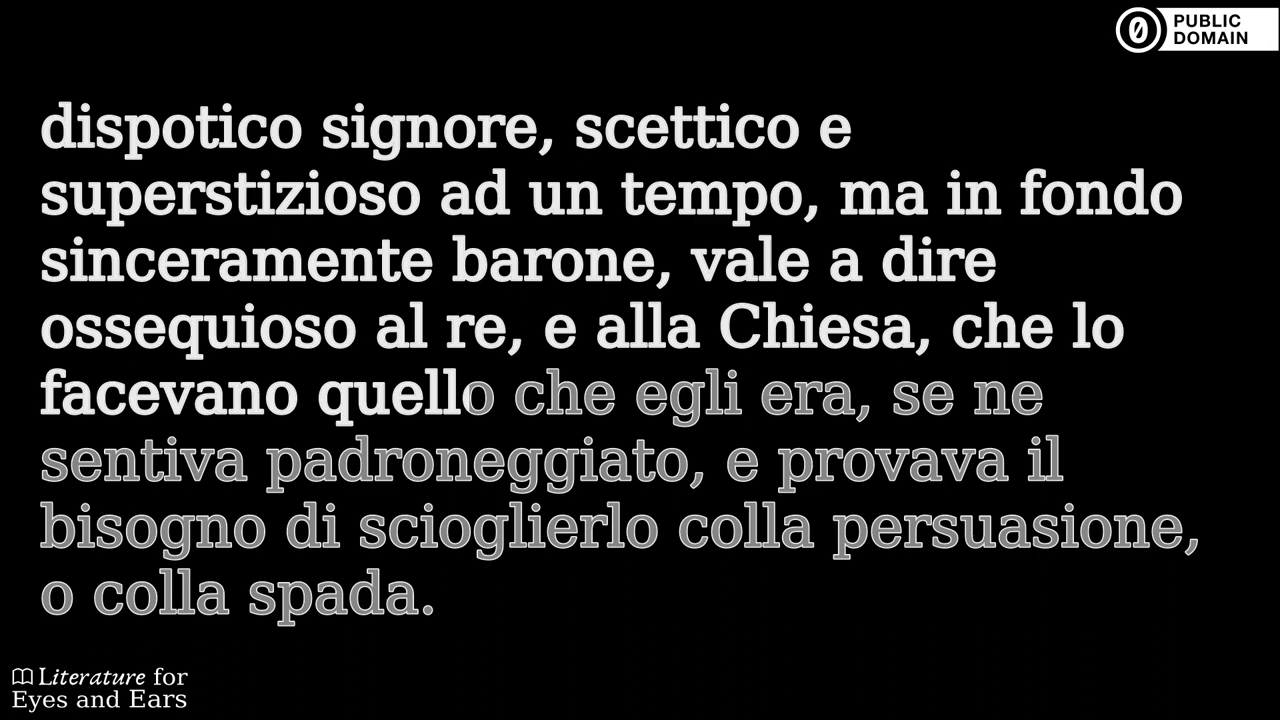 PUBLIC
DOMAIN
dispotico signore, scettico e
superstizioso ad un tempo, ma in fondo
sinceramente barone, vale a dire
ossequioso al re, e alla Chiesa, che lo
facevano quello che egli era, se ne
sentiva padroneggiato, e provava il
bisogno di scioglierlo colla persuasione,
o colla spada.
Literature for
Eyes and Ears